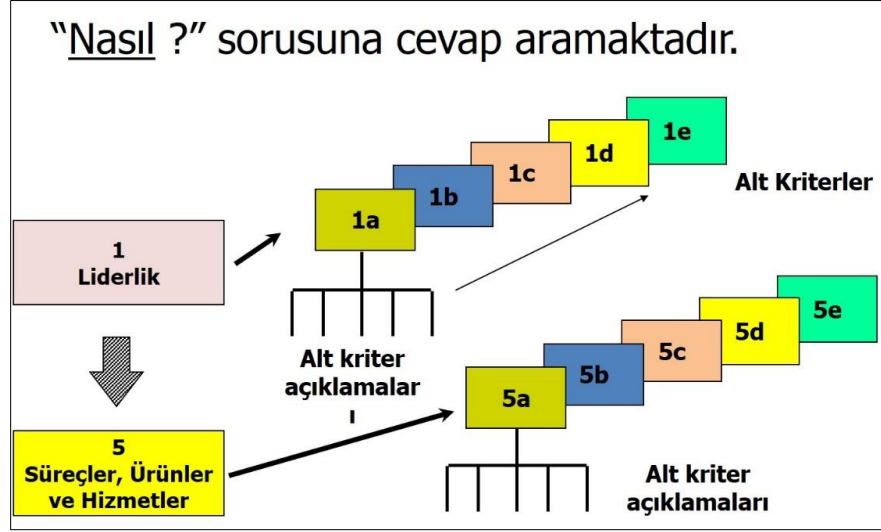 “Nasıl ?” sorusuna cevap aramaktadır.
1e
1d
1c
1b
1a
Alt Kriterler
1
Liderlik
Alt kriter
açıklamalar
ı
5e
5d
5c
5b
5a
5
Süreçler, Ürünler
ve Hizmetler
Alt kriter
açıklamaları